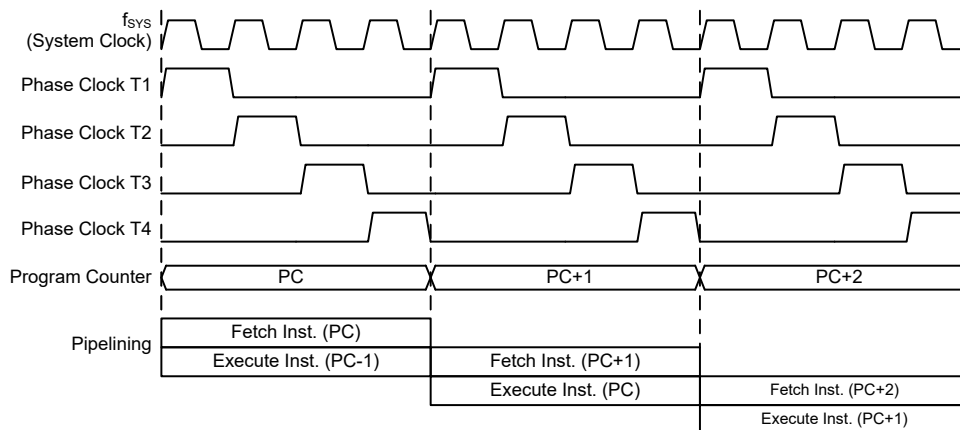 fSYS
(System Clock)
Phase Clock T1
Phase Clock T2
Phase Clock T3
Phase Clock T4
Program Counter PC PC+1 PC+2
Pipelining
Fetch Inst. (PC)
Execute Inst. (PC-1) Fetch Inst. (PC+1)
Execute Inst. (PC) Fetch Inst. (PC+2)
Execute Inst. (PC+1)